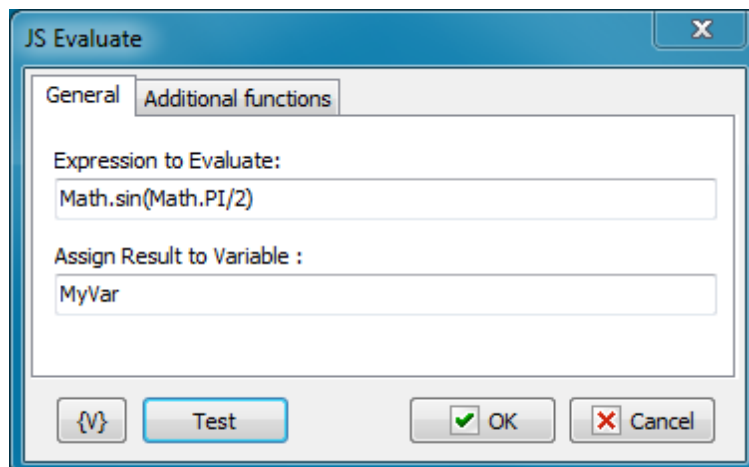 JS Evaluate
General Additional functions
Expression to Evaluate:
Math.sin(Math.PI/2)
Assign Result to Variable :
MyVar
{V} Test OK Cancel